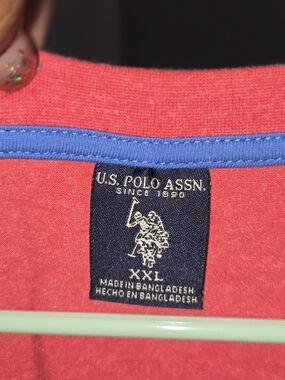 U.S. POLO ASSN.
SINCE 1890
XXL
MADE IN BANGLADESH
HECHO EN BANGLADESH